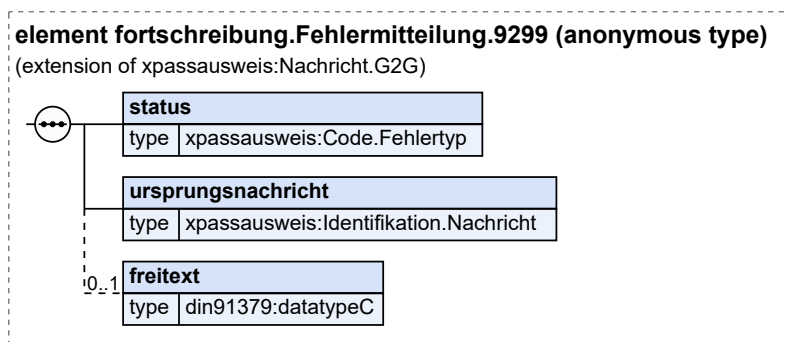 element fortschreibung.Fehlermitteilung.9299 (anonymous type)
(extension of xpassausweis:Nachricht.G2G)
status
type xpassausweis:Code.Fehlertyp
ursprungsnachricht
type xpassausweis:Identifikation.Nachricht
0..1 freitext
type din91379:datatypeC